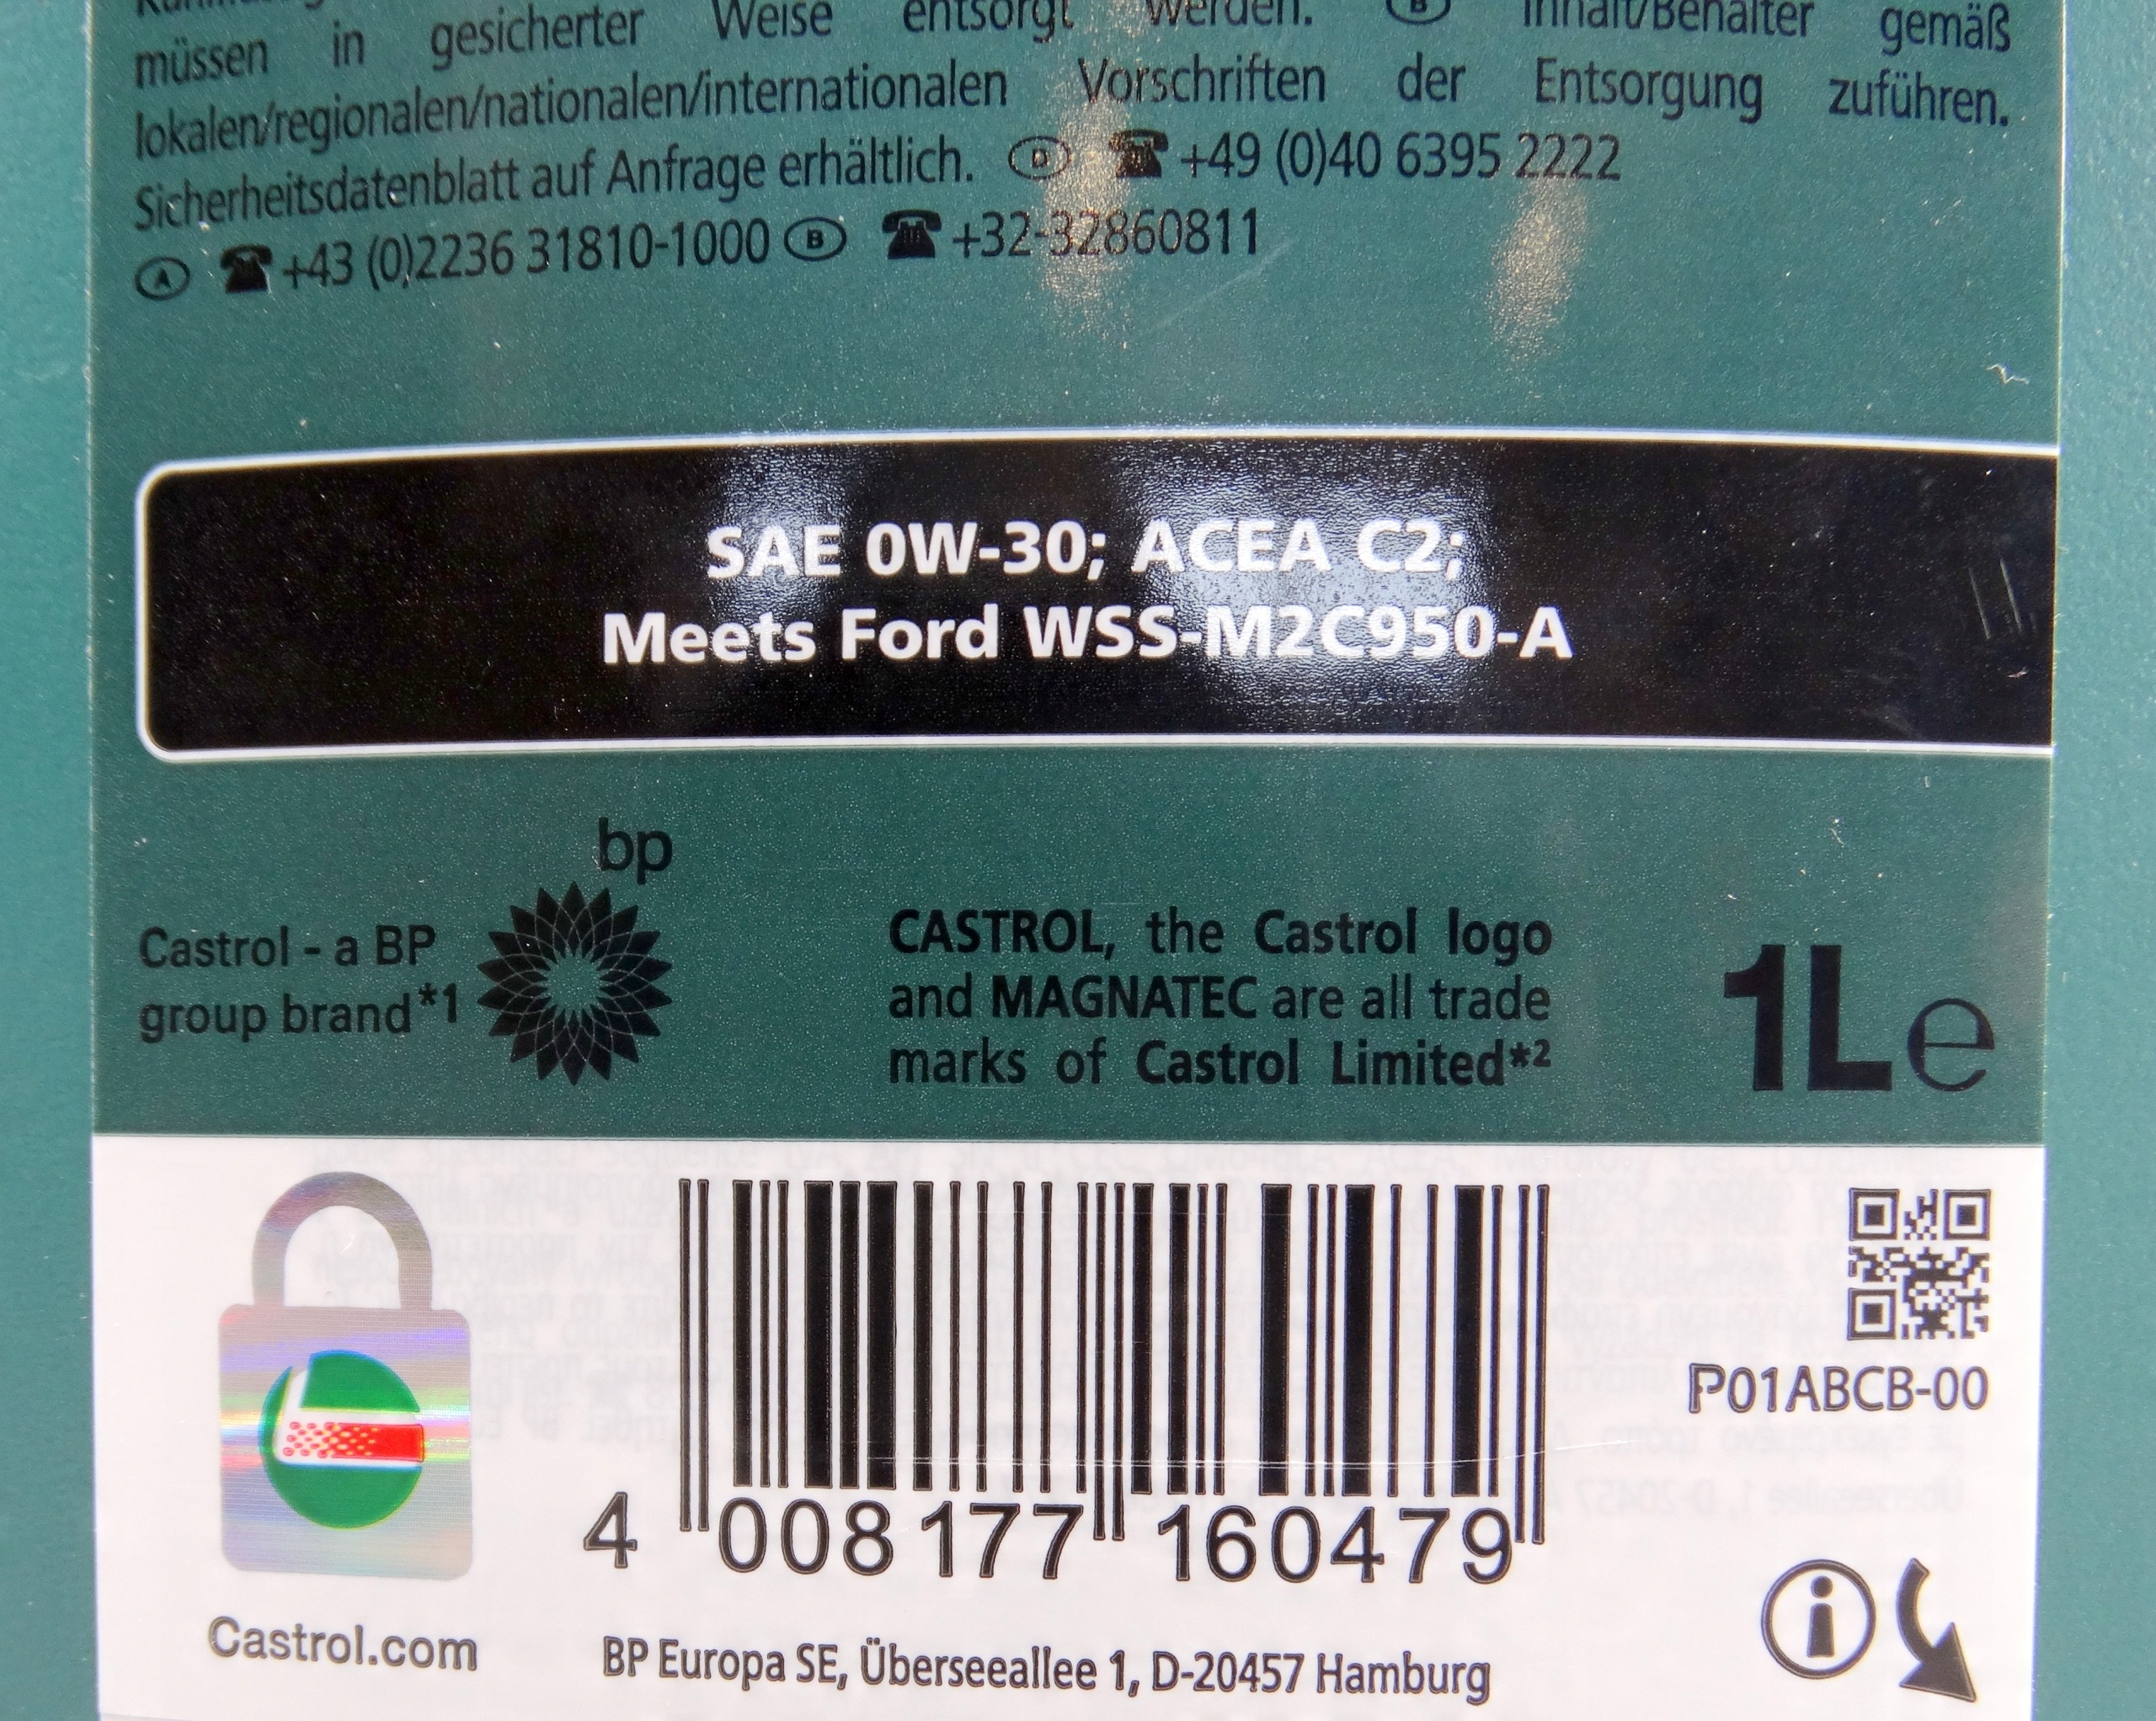 müssen in gesicherter Weise entsorgt werden. B Inhalt/Behälter gemäß
lokalen/regionalen/nationalen/internationalen Vorschriften der Entsorgung zuführen.
Sicherheitsdatenblatt auf Anfrage erhältlich. D ☎ +49 (0)40 6395 2222
A ☎ +43 (0)2236 31810-1000 B ☎ +32-32860811
SAE 0W-30; ACEA C2;
Meets Ford WSS-M2C950-A
bp
Castrol - a BP
group brand*1
CASTROL, the Castrol logo
and MAGNATEC are all trade
marks of Castrol Limited*2
1L e
P01ABCB-00
4 008177 160479
Castrol.com
BP Europa SE, Überseeallee 1, D-20457 Hamburg
i